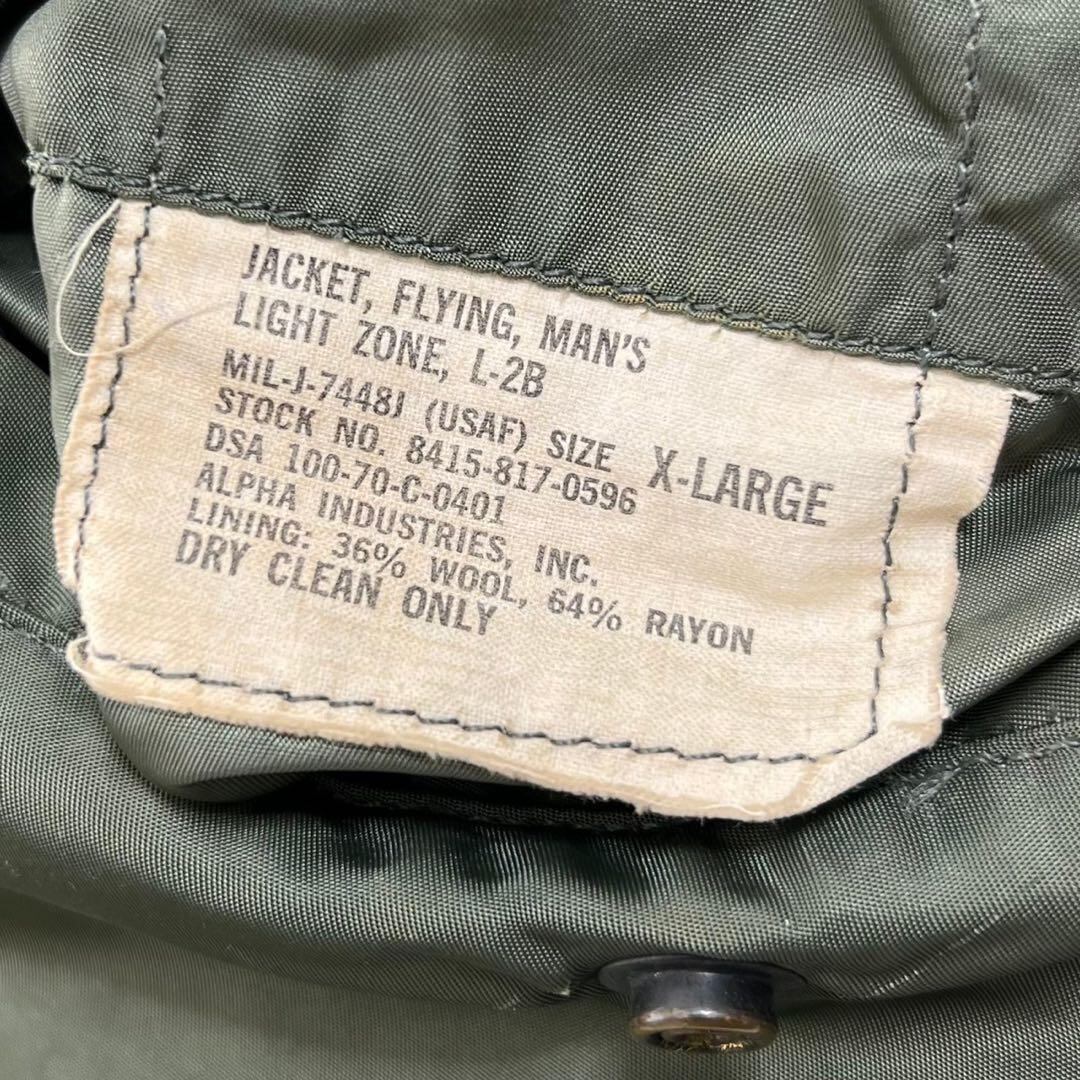 JACKET, FLYING, MAN'S
LIGHT ZONE, L-2B
MIL-J-7448J (USAF) SIZE X-LARGE
STOCK NO. 8415-817-0596
DSA 100-70-C-0401
ALPHA INDUSTRIES, INC.
LINING: 36% WOOL, 64% RAYON
DRY CLEAN ONLY